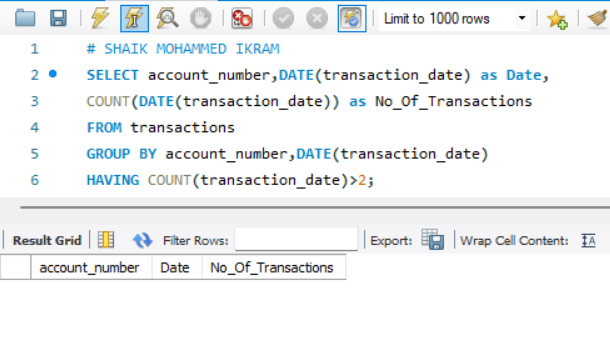 Limit to 1000 rows
1 # SHAIK MOHAMMED IKRAM
2 SELECT account_number,DATE(transaction_date) as Date,
3 COUNT(DATE(transaction_date)) as No_Of_Transactions
4 FROM transactions
5 GROUP BY account_number,DATE(transaction_date)
6 HAVING COUNT(transaction_date)>2;
Result Grid Filter Rows: Export: Wrap Cell Content:
account_number Date No_Of_Transactions